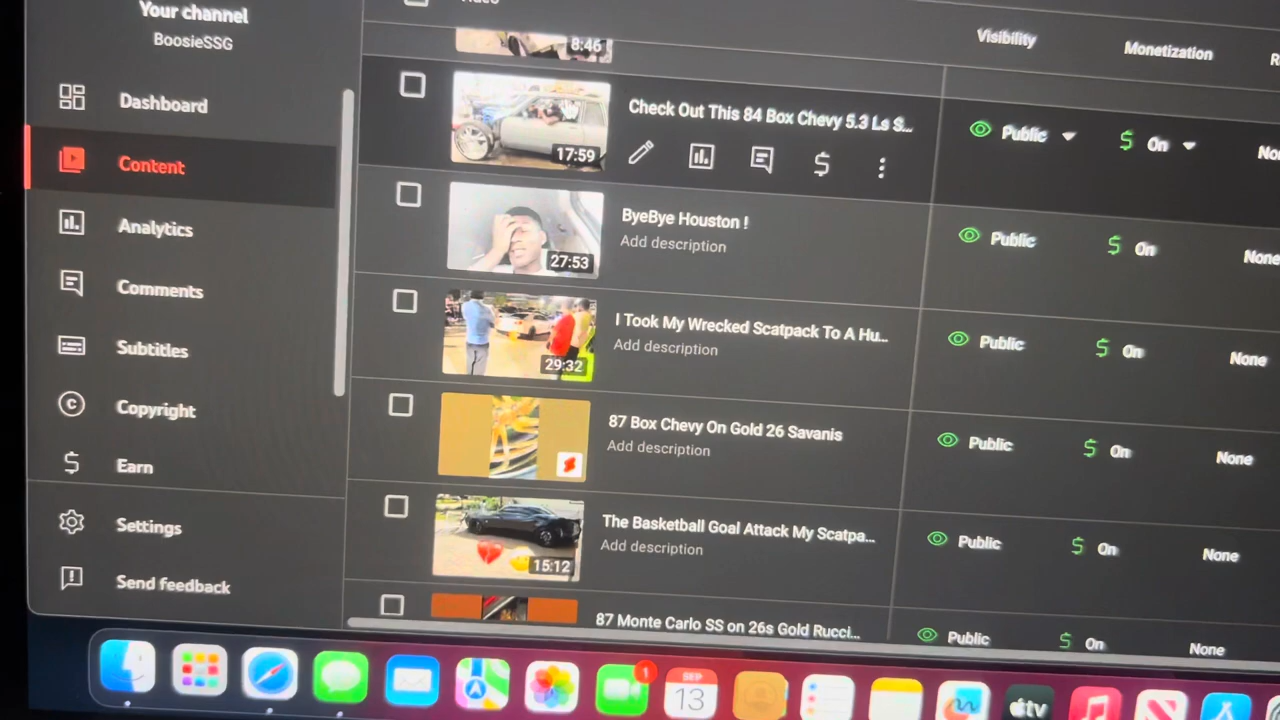 Your channel
BoosieSSG
Dashboard
Content
Analytics
Comments
Subtitles
Copyright
Earn
Settings
Send feedback
Visibility
Monetization
8:46
17:59
Check Out This 84 Box Chevy 5.3 Ls S...
Public
On
27:53
ByeBye Houston !
Add description
Public
On
None
29:32
I Took My Wrecked Scatpack To A Hu...
Add description
Public
On
None
87 Box Chevy On Gold 26 Savanis
Add description
Public
On
None
15:12
The Basketball Goal Attack My Scatpa...
Add description
Public
On
None
87 Monte Carlo SS on 26s Gold Rucci...
Public
On
None
1
SEP
13
tv